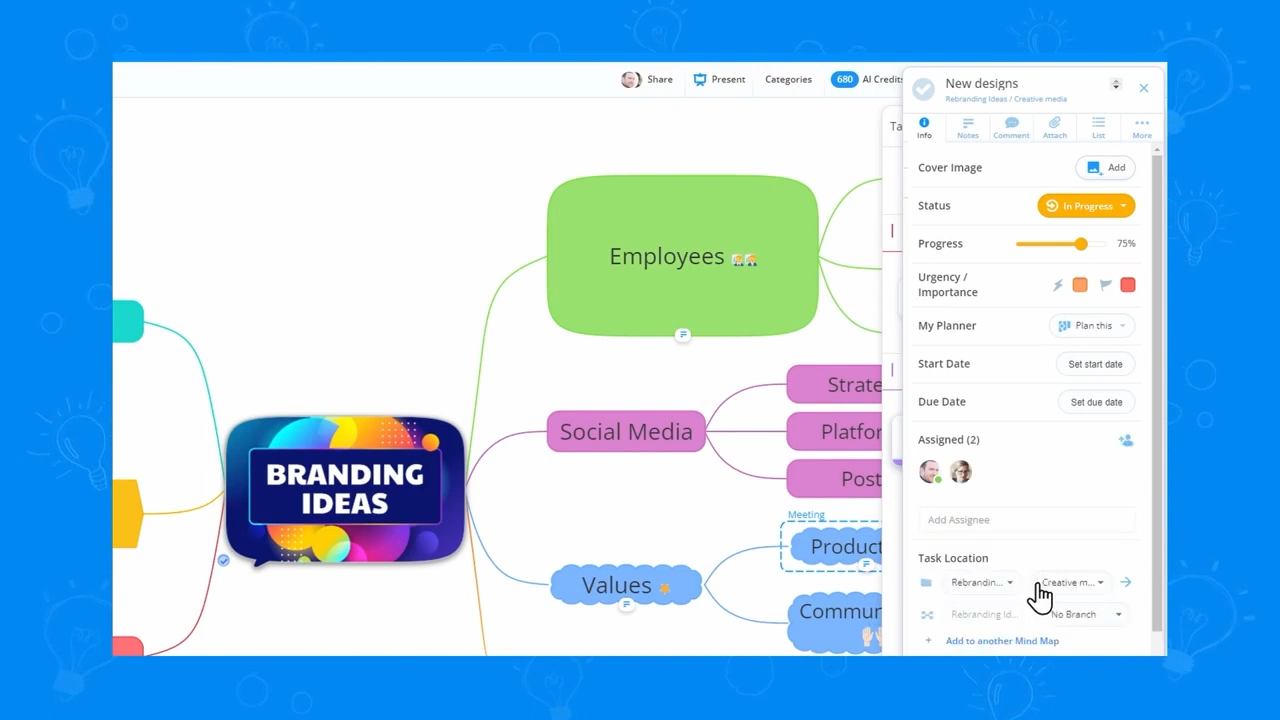 Share
Present
Categories
680
AI Credits
Employees
Social Media
Strate
Platfor
Post
BRANDING
IDEAS
Meeting
Product
Values
Commur
Ta
New designs
Rebranding Ideas / Creative media
Info
Notes
Comment
Attach
List
More
Cover Image
Add
Status
In Progress
Progress
75%
Urgency /
Importance
My Planner
Plan this
Start Date
Set start date
Due Date
Set due date
Assigned (2)
Add Assignee
Task Location
Rebrandin...
Creative m...
Rebranding Id...
No Branch
+ Add to another Mind Map